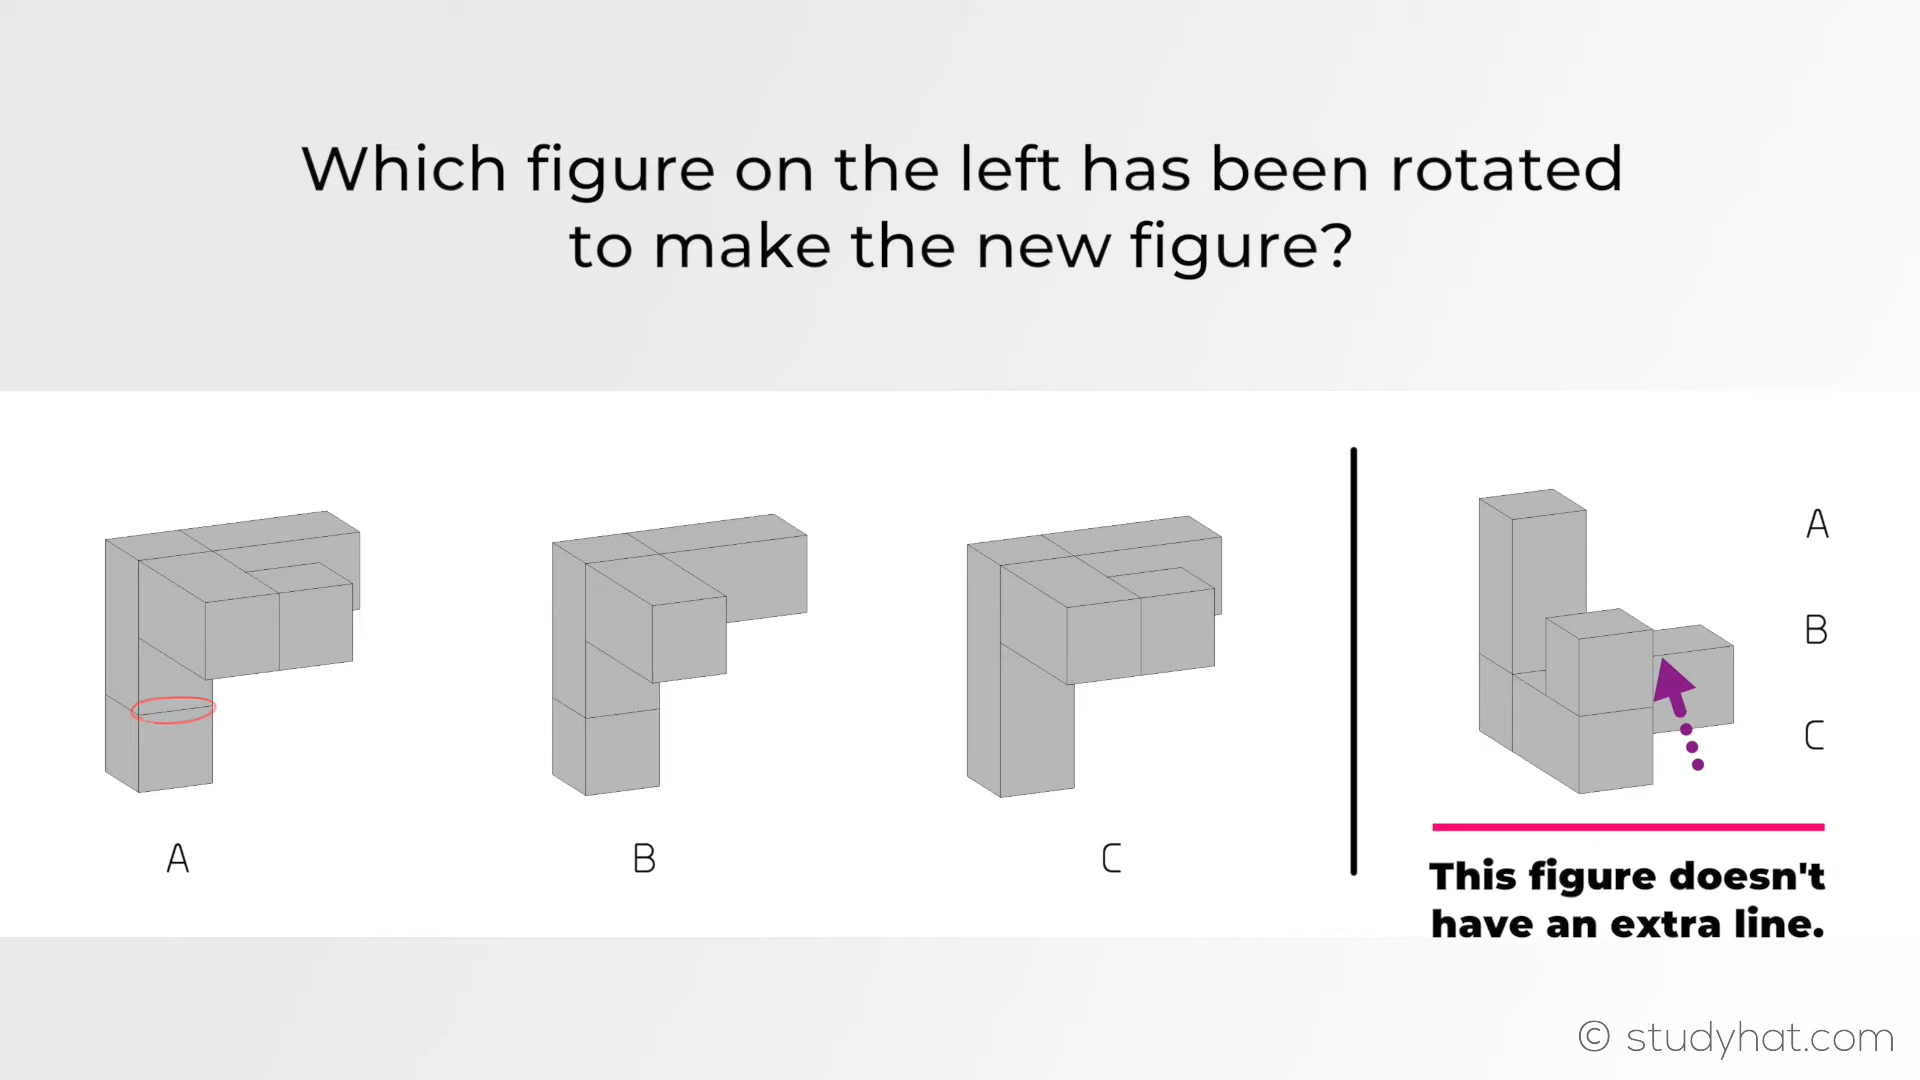 Which figure on the left has been rotated
to make the new figure?
A
B
C
A
B
C
This figure doesn't
have an extra line.
© studyhat.com